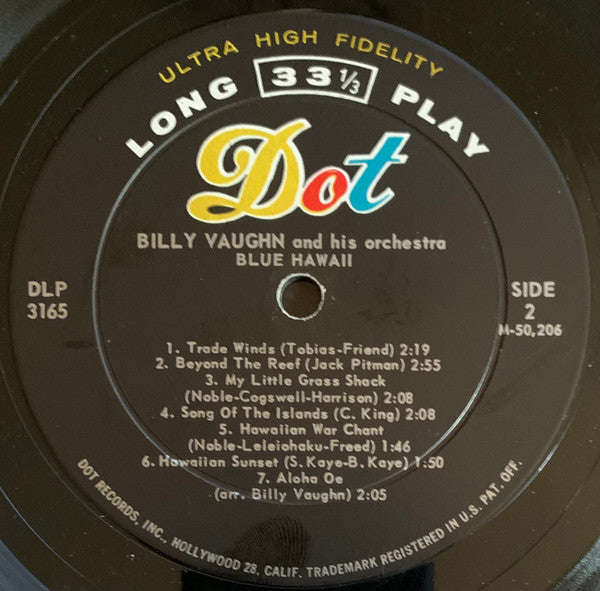 ULTRA HIGH FIDELITY
LONG 33 1/3 PLAY
Dot
BILLY VAUGHN and his orchestra
BLUE HAWAII
DLP
3165
SIDE
2
M-50,206
1. Trade Winds (Tobias-Friend) 2:19
2. Beyond The Reef (Jack Pitman) 2:55
3. My Little Grass Shack
(Noble-Cogswell-Harrison) 2:08
4. Song Of The Islands (C. King) 2:08
5. Hawaiian War Chant
(Noble-Leleiohaku-Freed) 1:46
6. Hawaiian Sunset (S. Kaye-B. Kaye) 1:50
7. Aloha Oe
(arr. Billy Vaughn) 2:05
DOT RECORDS, INC., HOLLYWOOD 28, CALIF. TRADEMARK REGISTERED IN U.S. PAT. OFF.